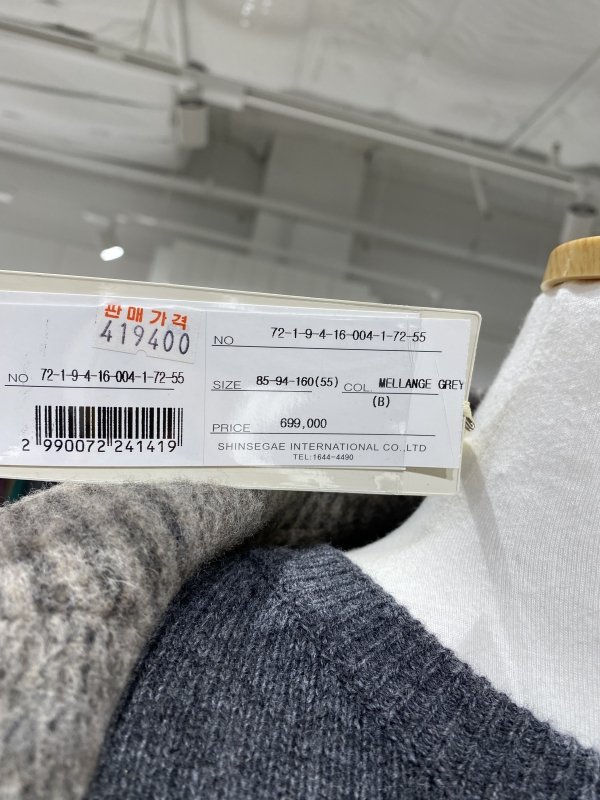 판매가격
419400
NO 72-1-9-4-16-004-1-72-55
2 990072 241419
NO 72-1-9-4-16-004-1-72-55
SIZE 85-94-160(55) COL. MELLANGE GREY
(B)
PRICE 699,000
SHINSEGAE INTERNATIONAL CO.,LTD
TEL:1644-4490